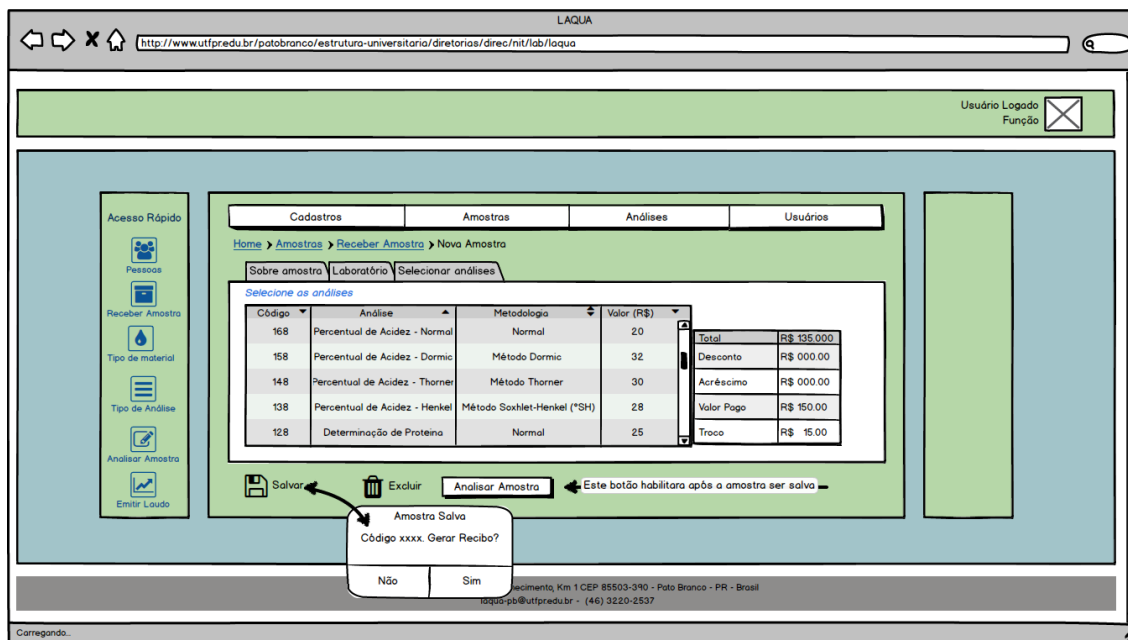 LAQUA
http://www.utfpr.edu.br/patobranco/estrutura-universitaria/diretorias/direc/nit/lab/laqua
Usuário Logado
Função
Acesso Rápido
Pessoas
Receber Amostra
Tipo de material
Tipo de Análise
Analisar Amostra
Emitir Laudo
Cadastros Amostras Análises Usuários
Home Amostras Receber Amostra Nova Amostra
Sobre amostra Laboratório Selecionar análises
Selecione as análises
Código Análise Metodologia Valor (R$)
168 Percentual de Acidez - Normal Normal 20
158 Percentual de Acidez - Dornic Método Dornic 32
148 Percentual de Acidez - Thorner Método Thorner 30
138 Percentual de Acidez - Henkel Método Soxhlet-Henkel (°SH) 28
128 Determinação de Proteina Normal 25
Total R$ 135.000
Desconto R$ 000.00
Acréscimo R$ 000.00
Valor Pago R$ 150.00
Troco R$ 15.00
Salvar Excluir Analisar Amostra Este botão habilitara após a amostra ser salva
Amostra Salva
Código xxxx. Gerar Recibo?
Não Sim
Km 1 CEP 85503-390 - Pato Branco - PR - Brasil
laqua-pb@utfpr.edu.br - (46) 3220-2537
Carregando...